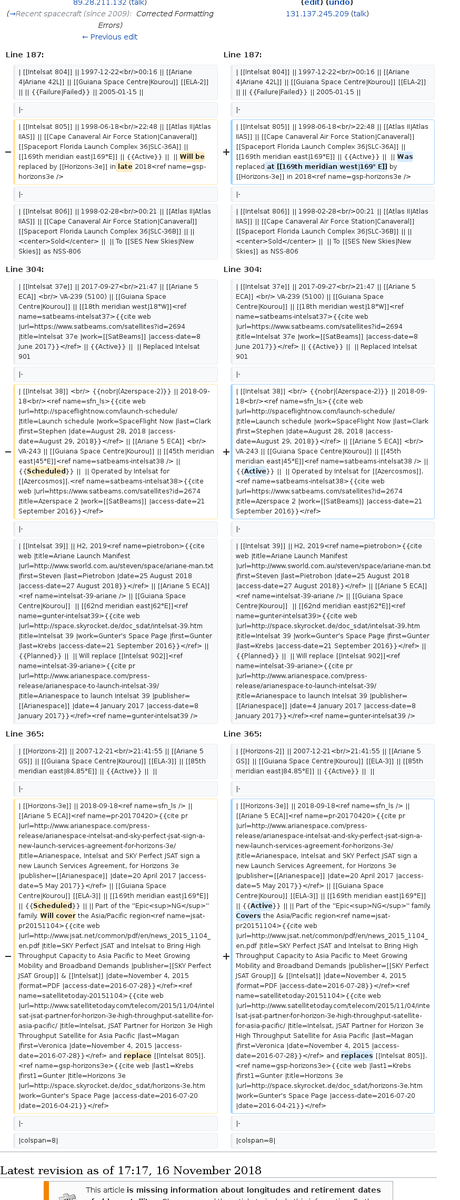 89.28.211.132 (talk)
(→Recent spacecraft (since 2009): Corrected Formatting
Errors)
← Previous edit
(edit) (undo)
131.137.245.209 (talk)
Line 187:
Line 187:
| [[Intelsat 804]] || 1997-12-22<br/>00:16 || [[Ariane
4|Ariane 42L]] || [[Guiana Space Centre|Kourou]] [[ELA-2]]
|| || {{Failure|Failed}} || 2005-01-15 ||
| [[Intelsat 804]] || 1997-12-22<br/>00:16 || [[Ariane
4|Ariane 42L]] || [[Guiana Space Centre|Kourou]] [[ELA-2]]
|| || {{Failure|Failed}} || 2005-01-15 ||
|-
|-
−
| [[Intelsat 805]] || 1998-06-18<br/>22:48 || [[Atlas II|Atlas
IIAS]] || [[Cape Canaveral Air Force Station|Canaveral]]
[[Spaceport Florida Launch Complex 36|SLC-36A]] ||
[[169th meridian east|169°E]] || {{Active}} || || Will be
replaced by [[Horizons-3e]] in late 2018<ref name=gsp-
horizons3e />
+
| [[Intelsat 805]] || 1998-06-18<br/>22:48 || [[Atlas II|Atlas
IIAS]] || [[Cape Canaveral Air Force Station|Canaveral]]
[[Spaceport Florida Launch Complex 36|SLC-36A]] ||
[[169th meridian east|169°E]] || {{Active}} || || Was
replaced at [[169th meridian west|169° E]] by
[[Horizons-3e]] in 2018<ref name=gsp-horizons3e />
|-
|-
| [[Intelsat 806]] || 1998-02-28<br/>00:21 || [[Atlas II|Atlas
IIAS]] || [[Cape Canaveral Air Force Station|Canaveral]]
[[Spaceport Florida Launch Complex 36|SLC-36B]] || ||
<center>Sold</center> || || To [[SES New Skies|New
Skies]] as NSS-806
| [[Intelsat 806]] || 1998-02-28<br/>00:21 || [[Atlas II|Atlas
IIAS]] || [[Cape Canaveral Air Force Station|Canaveral]]
[[Spaceport Florida Launch Complex 36|SLC-36B]] || ||
<center>Sold</center> || || To [[SES New Skies|New
Skies]] as NSS-806
Line 304:
Line 304:
| [[Intelsat 37e]] || 2017-09-27<br/>21:47 || [[Ariane 5
ECA]] <br/> VA-239 (5100) || [[Guiana Space
Centre|Kourou]] || [[18th meridian west|18°W]]<ref
name=satbeams-intelsat37>{{cite web
|url=https://www.satbeams.com/satellites?id=2694
|title=Intelsat 37e |work=[[SatBeams]] |access-date=8
June 2017}}</ref> || {{Active}} || || Replaced Intelsat
901
| [[Intelsat 37e]] || 2017-09-27<br/>21:47 || [[Ariane 5
ECA]] <br/> VA-239 (5100) || [[Guiana Space
Centre|Kourou]] || [[18th meridian west|18°W]]<ref
name=satbeams-intelsat37>{{cite web
|url=https://www.satbeams.com/satellites?id=2694
|title=Intelsat 37e |work=[[SatBeams]] |access-date=8
June 2017}}</ref> || {{Active}} || || Replaced Intelsat
901
|-
|-
−
| [[Intelsat 38]] <br/> {{nobr|(Azerspace-2)}} || 2018-09-
18<br/><ref name=sfn_ls>{{cite web
|url=http://spaceflightnow.com/launch-schedule/
|title=Launch schedule |work=SpaceFlight Now |last=Clark
|first=Stephen |date=August 28, 2018 |access-
date=August 29, 2018}}</ref> || [[Ariane 5 ECA]] <br/>
VA-243 || [[Guiana Space Centre|Kourou]] || [[45th
meridian east|45°E]]<ref name=satbeams-intelsat38 /> ||
{{Scheduled}} || || Operated by Intelsat for
[[Azercosmos]].<ref name=satbeams-intelsat38>{{cite
web |url=https://www.satbeams.com/satellites?id=2674
|title=Azerspace 2 |work=[[SatBeams]] |access-date=21
September 2016}}</ref>
+
| [[Intelsat 38]] <br/> {{nobr|(Azerspace-2)}} || 2018-09-
18<br/><ref name=sfn_ls>{{cite web
|url=http://spaceflightnow.com/launch-schedule/
|title=Launch schedule |work=SpaceFlight Now |last=Clark
|first=Stephen |date=August 28, 2018 |access-
date=August 29, 2018}}</ref> || [[Ariane 5 ECA]] <br/>
VA-243 || [[Guiana Space Centre|Kourou]] || [[45th
meridian east|45°E]]<ref name=satbeams-intelsat38 /> ||
{{Active}} || || Operated by Intelsat for [[Azercosmos]].
<ref name=satbeams-intelsat38>{{cite web
|url=https://www.satbeams.com/satellites?id=2674
|title=Azerspace 2 |work=[[SatBeams]] |access-date=21
September 2016}}</ref>
|-
|-
| [[Intelsat 39]] || H2, 2019<ref name=pietrobon>{{cite
web |title=Ariane Launch Manifest
|url=http://www.sworld.com.au/steven/space/ariane-man.txt
|first=Steven |last=Pietrobon |date=25 August 2018
|access-date=27 August 2018}}</ref> || [[Ariane 5 ECA]]
<ref name=intelsat-39-ariane /> || [[Guiana Space
Centre|Kourou]] || [[62nd meridian east|62°E]]<ref
name=gunter-intelsat39>{{cite web
|url=http://space.skyrocket.de/doc_sdat/intelsat-39.htm
|title=Intelsat 39 |work=Gunter's Space Page |first=Gunter
|last=Krebs |access-date=21 September 2016}}</ref> ||
{{Planned}} || || Will replace [[Intelsat 902]]<ref
name=intelsat-39-ariane>{{cite pr
|url=http://www.arianespace.com/press-
release/arianespace-to-launch-intelsat-39/
|title=Arianespace to launch Intelsat 39 |publisher=
[[Arianespace]] |date=4 January 2017 |access-date=8
January 2017}}</ref><ref name=gunter-intelsat39 />
| [[Intelsat 39]] || H2, 2019<ref name=pietrobon>{{cite
web |title=Ariane Launch Manifest
|url=http://www.sworld.com.au/steven/space/ariane-man.txt
|first=Steven |last=Pietrobon |date=25 August 2018
|access-date=27 August 2018}}</ref> || [[Ariane 5 ECA]]
<ref name=intelsat-39-ariane /> || [[Guiana Space
Centre|Kourou]] || [[62nd meridian east|62°E]]<ref
name=gunter-intelsat39>{{cite web
|url=http://space.skyrocket.de/doc_sdat/intelsat-39.htm
|title=Intelsat 39 |work=Gunter's Space Page |first=Gunter
|last=Krebs |access-date=21 September 2016}}</ref> ||
{{Planned}} || || Will replace [[Intelsat 902]]<ref
name=intelsat-39-ariane>{{cite pr
|url=http://www.arianespace.com/press-
release/arianespace-to-launch-intelsat-39/
|title=Arianespace to launch Intelsat 39 |publisher=
[[Arianespace]] |date=4 January 2017 |access-date=8
January 2017}}</ref><ref name=gunter-intelsat39 />
Line 365:
Line 365:
| [[Horizons-2]] || 2007-12-21<br/>21:41:55 || [[Ariane 5
GS]] || [[Guiana Space Centre|Kourou]] [[ELA-3]] || [[85th
meridian east|84.85°E]] || {{Active}} || ||
| [[Horizons-2]] || 2007-12-21<br/>21:41:55 || [[Ariane 5
GS]] || [[Guiana Space Centre|Kourou]] [[ELA-3]] || [[85th
meridian east|84.85°E]] || {{Active}} || ||
|-
|-
−
| [[Horizons-3e]] || 2018-09-18<ref name=sfn_ls /> ||
[[Ariane 5 ECA]]<ref name=pr-20170420>{{cite pr
|url=http://www.arianespace.com/press-
release/arianespace-intelsat-and-sky-perfect-jsat-sign-a-
new-launch-services-agreement-for-horizons-3e/
|title=Arianespace, Intelsat and SKY Perfect JSAT sign a
new Launch Services Agreement, for Horizons 3e
|publisher=[[Arianespace]] |date=20 April 2017 |access-
date=5 May 2017}}</ref> || [[Guiana Space
Centre|Kourou]] [[ELA-3]] || [[169th meridian east|169°E]]
|| {{Scheduled}} || || Part of the "Epic<sup>NG</sup>"
family. Will cover the Asia/Pacific region<ref name=jsat-
pr20151104>{{cite web
|url=http://www.jsat.net/common/pdf/en/news_2015_1104_
en.pdf |title=SKY Perfect JSAT and Intelsat to Bring High
Throughput Capacity to Asia Pacific to Meet Growing
Mobility and Broadband Demands |publisher=[[SKY Perfect
JSAT Group]] & [[Intelsat]] |date=November 4, 2015
|format=PDF |access-date=2016-07-28}}</ref><ref
name=satellitetoday-20151104>{{cite web
|url=http://www.satellitetoday.com/telecom/2015/11/04/intel
sat-jsat-partner-for-horizon-3e-high-throughput-satellite-for-
asia-pacific/ |title=Intelsat, JSAT Partner for Horizon 3e High
Throughput Satellite for Asia Pacific |last=Magan
|first=Veronica |date=November 4, 2015 |access-
date=2016-07-28}}</ref> and replace [[Intelsat 805]].
<ref name=gsp-horizons3e>{{cite web |last1=Krebs
|first1=Gunter |title=Horizons 3e
|url=http://space.skyrocket.de/doc_sdat/horizons-3e.htm
|website=Gunter's Space Page |access-date=2016-07-20
|date=2016-04-21}}</ref>
+
| [[Horizons-3e]] || 2018-09-18<ref name=sfn_ls /> ||
[[Ariane 5 ECA]]<ref name=pr-20170420>{{cite pr
|url=http://www.arianespace.com/press-
release/arianespace-intelsat-and-sky-perfect-jsat-sign-a-
new-launch-services-agreement-for-horizons-3e/
|title=Arianespace, Intelsat and SKY Perfect JSAT sign a
new Launch Services Agreement, for Horizons 3e
|publisher=[[Arianespace]] |date=20 April 2017 |access-
date=5 May 2017}}</ref> || [[Guiana Space
Centre|Kourou]] [[ELA-3]] || [[169th meridian east|169°E]]
|| {{Active}} || || Part of the "Epic<sup>NG</sup>" family.
Covers the Asia/Pacific region<ref name=jsat-
pr20151104>{{cite web
|url=http://www.jsat.net/common/pdf/en/news_2015_1104_
en.pdf |title=SKY Perfect JSAT and Intelsat to Bring High
Throughput Capacity to Asia Pacific to Meet Growing
Mobility and Broadband Demands |publisher=[[SKY Perfect
JSAT Group]] & [[Intelsat]] |date=November 4, 2015
|format=PDF |access-date=2016-07-28}}</ref><ref
name=satellitetoday-20151104>{{cite web
|url=http://www.satellitetoday.com/telecom/2015/11/04/inte
lsat-jsat-partner-for-horizon-3e-high-throughput-satellite-
for-asia-pacific/ |title=Intelsat, JSAT Partner for Horizon 3e
High Throughput Satellite for Asia Pacific |last=Magan
|first=Veronica |date=November 4, 2015 |access-
date=2016-07-28}}</ref> and replaces [[Intelsat 805]].
<ref name=gsp-horizons3e>{{cite web |last1=Krebs
|first1=Gunter |title=Horizons 3e
|url=http://space.skyrocket.de/doc_sdat/horizons-3e.htm
|website=Gunter's Space Page |access-date=2016-07-20
|date=2016-04-21}}</ref>
|-
|-
|colspan=8|
|colspan=8|
Latest revision as of 17:17, 16 November 2018
This article is missing information about longitudes and retirement dates